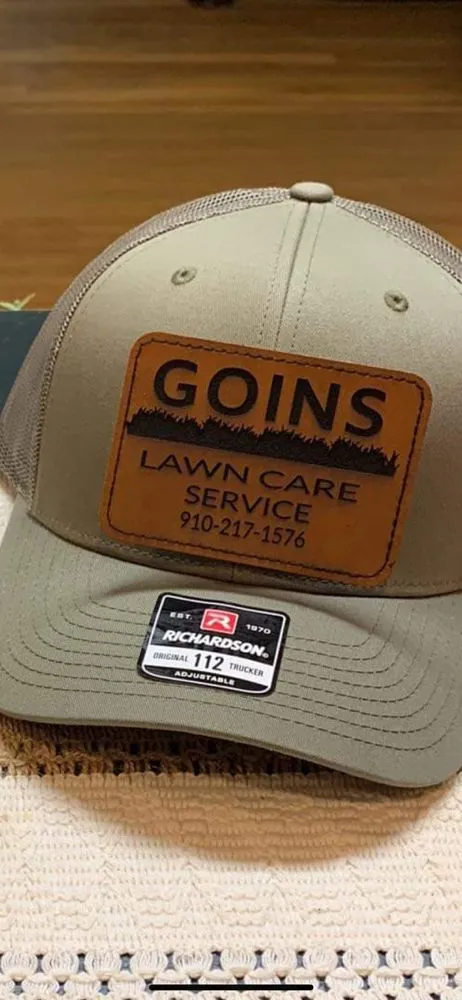 GOINS
LAWN CARE
SERVICE
910-217-1576
EST. R 1970
RICHARDSON®
ORIGINAL 112 TRUCKER
ADJUSTABLE